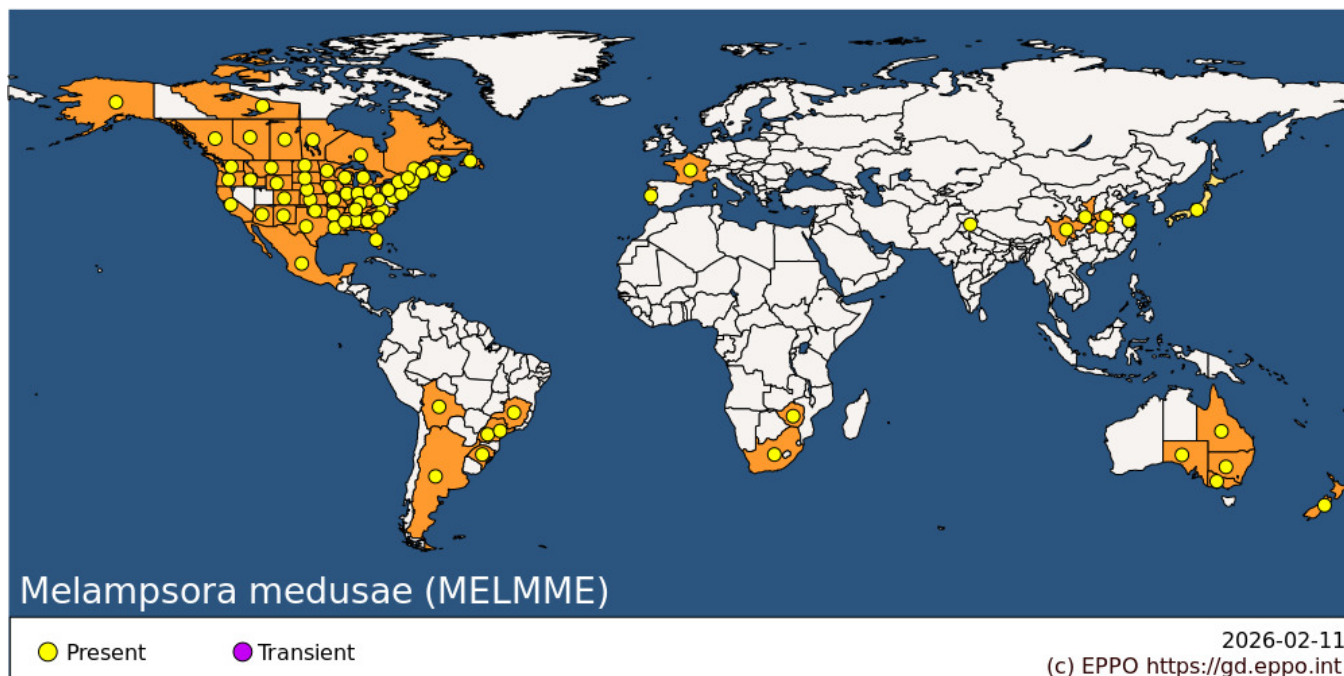 Melampsora medusae (MELMME)
Present
Transient
2026-02-11
(c) EPPO https://gd.eppo.int